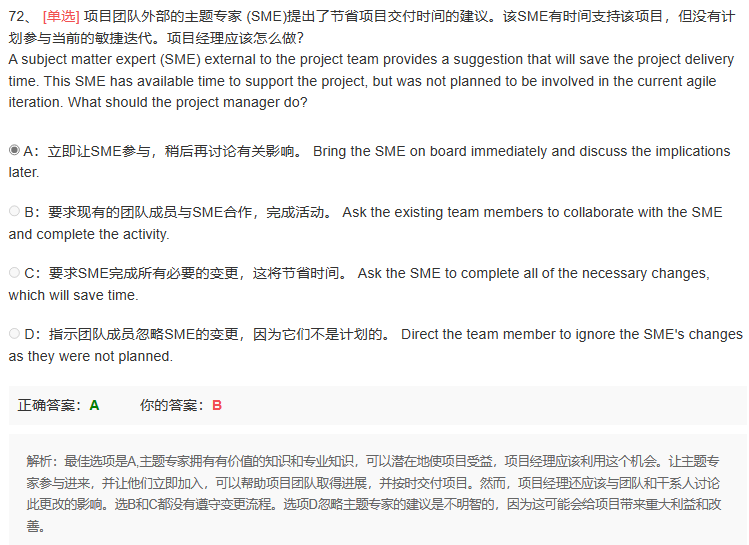 72、 [单选] 项目团队外部的主题专家 (SME)提出了节省项目交付时间的建议。该SME有时间支持该项目，但没有计
划参与当前的敏捷迭代。项目经理应该怎么做？
A subject matter expert (SME) external to the project team provides a suggestion that will save the project delivery
time. This SME has available time to support the project, but was not planned to be involved in the current agile
iteration. What should the project manager do?
A：立即让SME参与，稍后再讨论有关影响。 Bring the SME on board immediately and discuss the implications
later.
B：要求现有的团队成员与SME合作，完成活动。 Ask the existing team members to collaborate with the SME
and complete the activity.
C：要求SME完成所有必要的变更，这将节省时间。 Ask the SME to complete all of the necessary changes,
which will save time.
D：指示团队成员忽略SME的变更，因为它们不是计划的。 Direct the team member to ignore the SME's changes
as they were not planned.
正确答案：A 你的答案：B
解析：最佳选项是A,主题专家拥有有价值的知识和专业知识，可以潜在地使项目受益，项目经理应该利用这个机会。让主题专
家参与进来，并让他们立即加入，可以帮助项目团队取得进展，并按时交付项目。然而，项目经理还应该与团队和干系人讨论
此更改的影响。选B和C都没有遵守变更流程。选项D忽略主题专家的建议是不明智的，因为这可能会给项目带来重大利益和改
善。